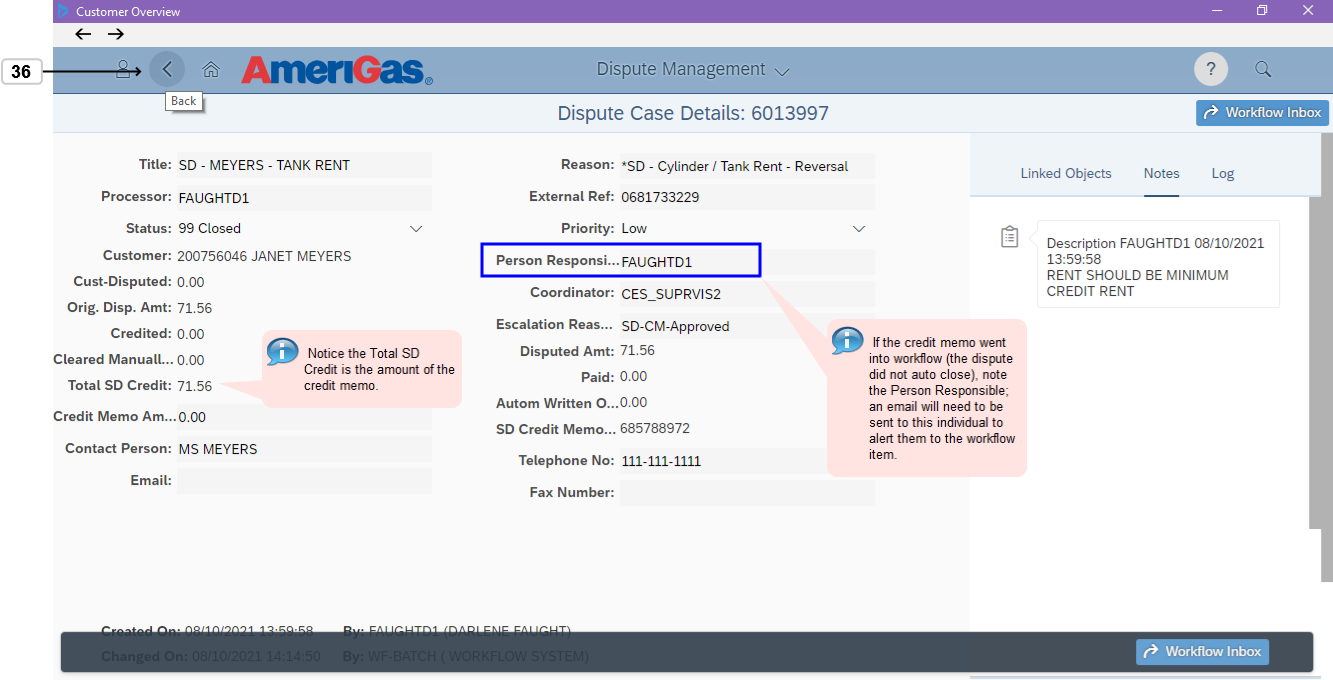 Customer Overview
36
AmeriGas®
Dispute Management
?
Back
Dispute Case Details: 6013997
Workflow Inbox
Title: SD - MEYERS - TANK RENT
Processor: FAUGHTD1
Status: 99 Closed
Customer: 200756046 JANET MEYERS
Cust-Disputed: 0.00
Orig. Disp. Amt: 71.56
Credited: 0.00
Cleared Manuall... 0.00
Total SD Credit: 71.56
Credit Memo Am... 0.00
Contact Person: MS MEYERS
Email:
Notice the Total SD
Credit is the amount of the
credit memo.
Reason: *SD - Cylinder / Tank Rent - Reversal
External Ref: 0681733229
Priority: Low
Person Responsi... FAUGHTD1
Coordinator: CES_SUPRVIS2
Escalation Reas... SD-CM-Approved
Disputed Amt: 71.56
Paid: 0.00
Autom Written O... 0.00
SD Credit Memo... 685788972
Telephone No: 111-111-1111
Fax Number:
If the credit memo went
into workflow (the dispute
did not auto close), note
the Person Responsible;
an email will need to be
sent to this individual to
alert them to the workflow
item.
Linked Objects Notes Log
Description FAUGHTD1 08/10/2021
13:59:58
RENT SHOULD BE MINIMUM
CREDIT RENT
Created On: 08/10/2021 13:59:58 By: FAUGHTD1 (DARLENE FAUGHT)
Changed On: 08/10/2021 14:14:50 By: WF-BATCH ( WORKFLOW SYSTEM)
Workflow Inbox